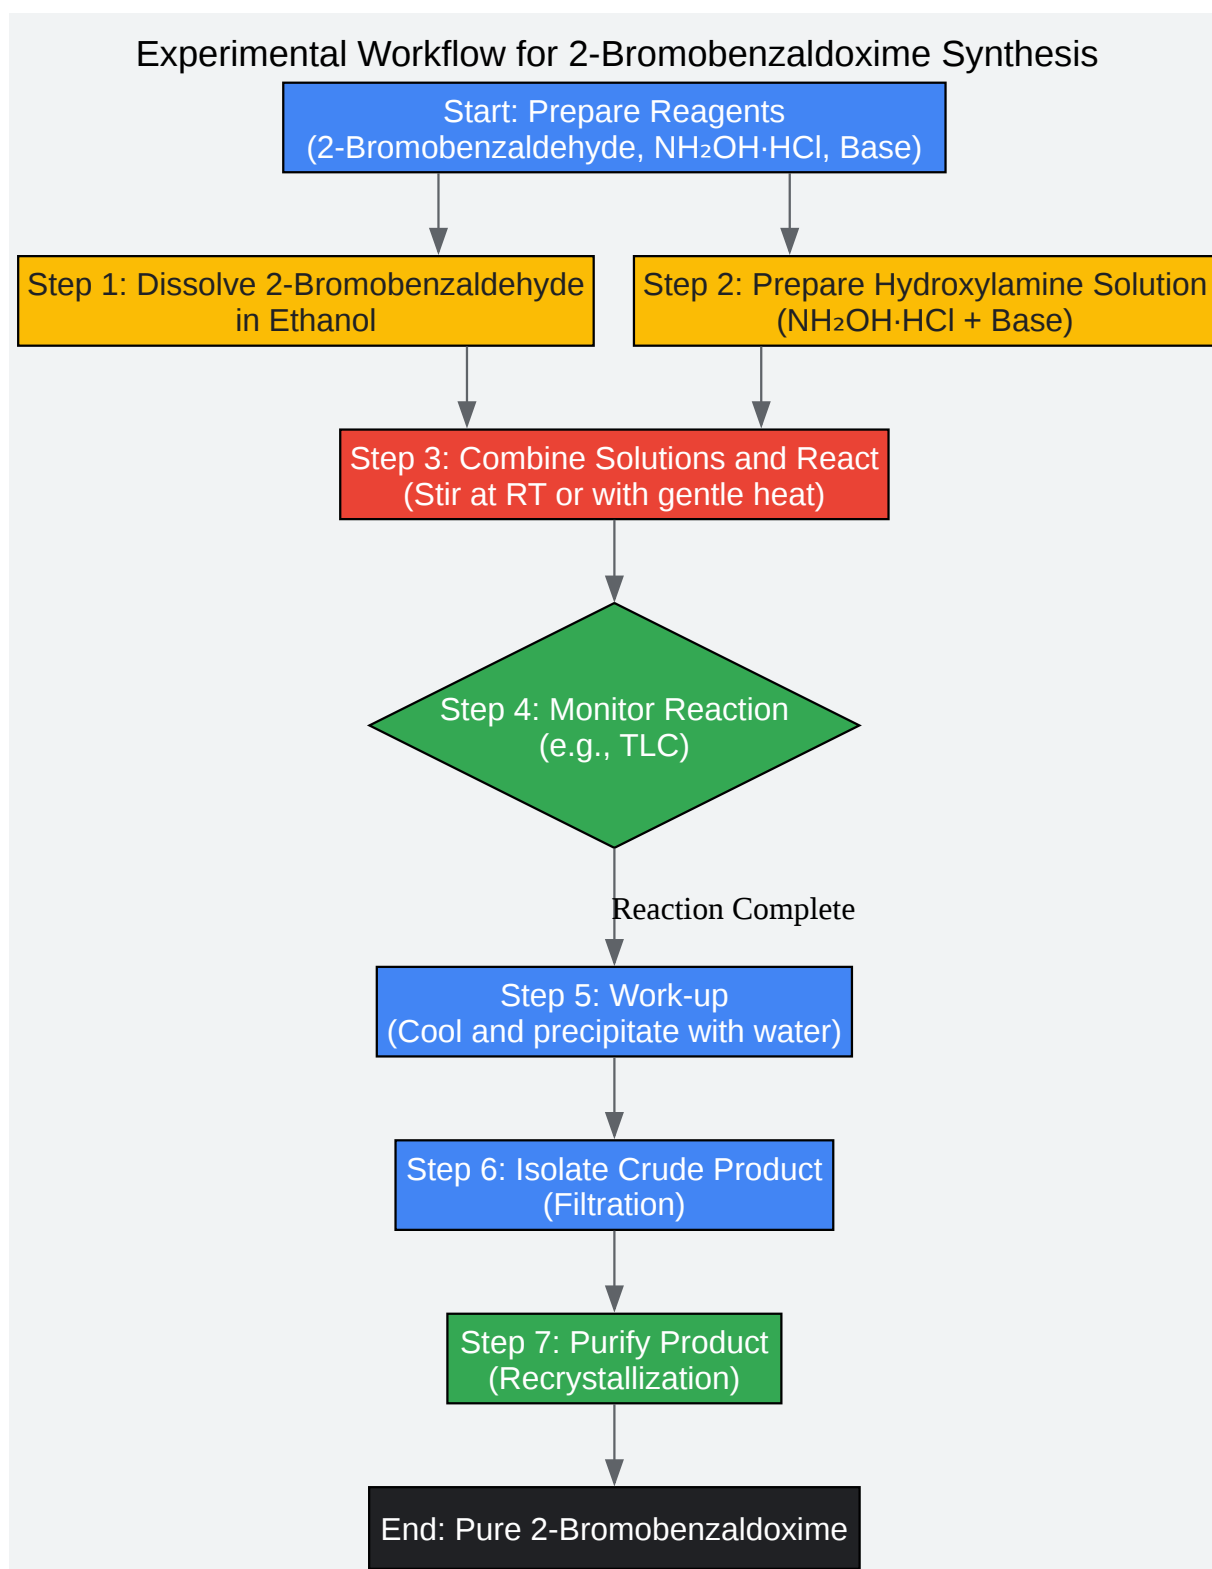 Experimental Workflow for 2-Bromobenzaldoxime Synthesis
Start: Prepare Reagents
(2-Bromobenzaldehyde, NH₂OH·HCl, Base)
Step 1: Dissolve 2-Bromobenzaldehyde
in Ethanol
Step 2: Prepare Hydroxylamine Solution
(NH₂OH·HCl + Base)
Step 3: Combine Solutions and React
(Stir at RT or with gentle heat)
Step 4: Monitor Reaction
(e.g., TLC)
Reaction Complete
Step 5: Work-up
(Cool and precipitate with water)
Step 6: Isolate Crude Product
(Filtration)
Step 7: Purify Product
(Recrystallization)
End: Pure 2-Bromobenzaldoxime